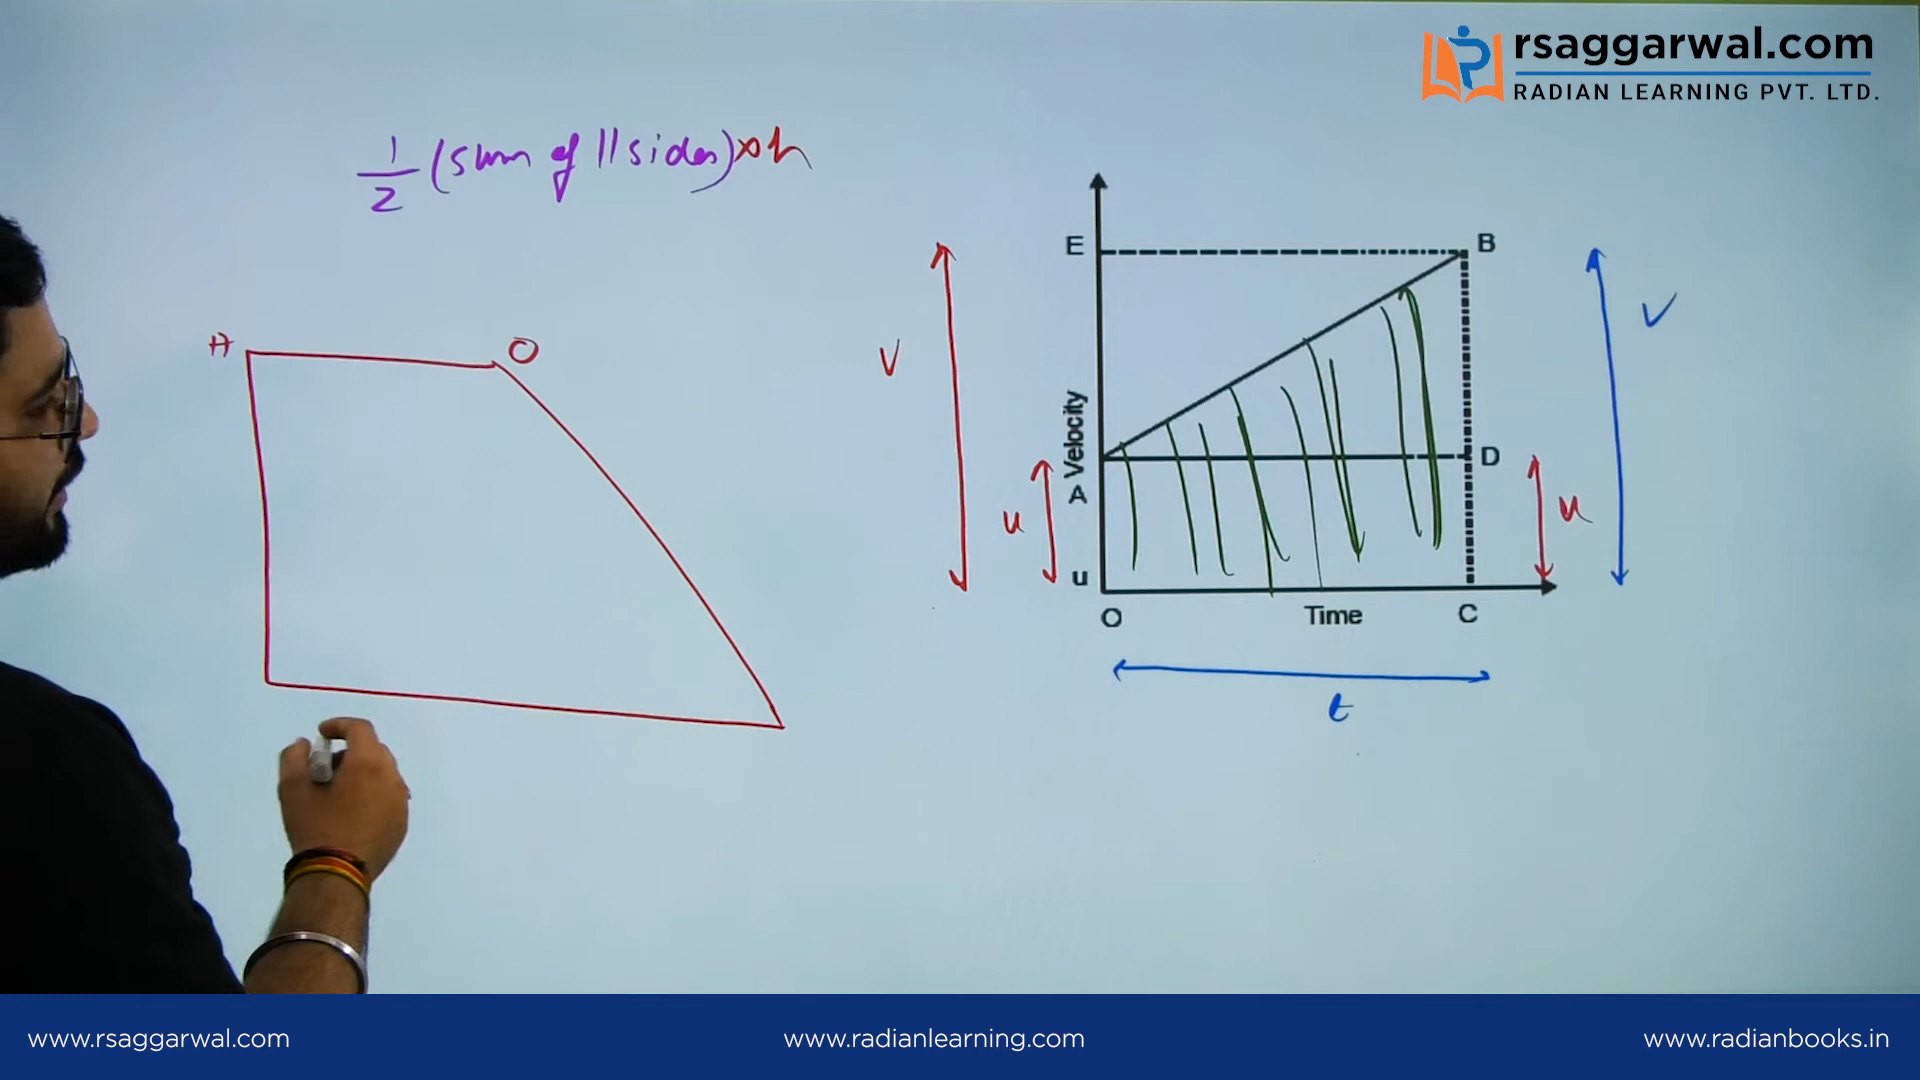 rsaggarwal.com
RADIAN LEARNING PVT. LTD.
1/2 (Sum of || sides) × h
E
B
V
V
A
O
Velocity
D
A
u
u
u
O
Time
C
t
www.rsaggarwal.com
www.radianlearning.com
www.radianbooks.in